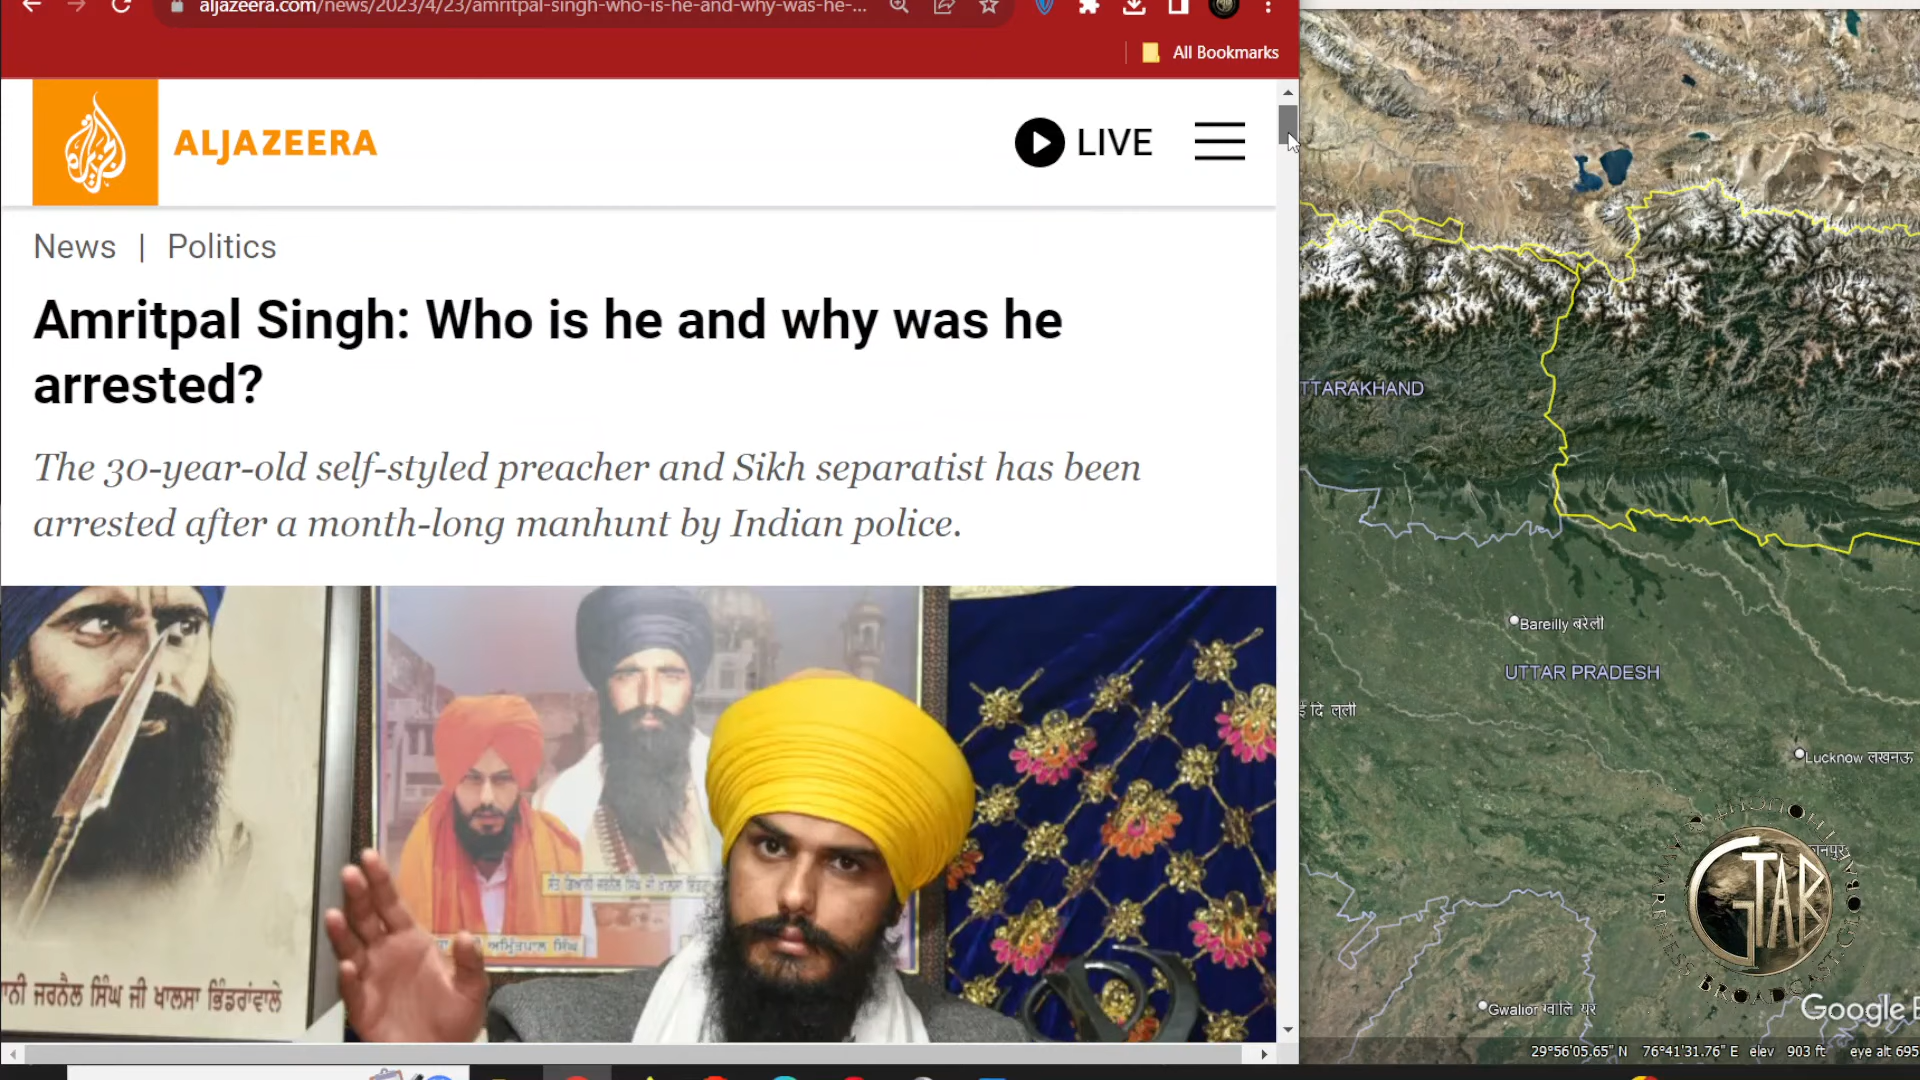 aljazeera.com/news/2023/4/23/amritpal-singh-who-is-he-and-why-was-he-...
All Bookmarks
ALJAZEERA
LIVE
News | Politics
Amritpal Singh: Who is he and why was he
arrested?
The 30-year-old self-styled preacher and Sikh separatist has been
arrested after a month-long manhunt by Indian police.
ਜਰਨੈਲ ਸਿੰਘ ਜੀ ਖਾਲਸਾ ਭਿੰਡਰਾਂਵਾਲੇ
ਅਮ੍ਰਿਤਪਾਲ ਸਿੰਘ
TTARAKHAND
Bareilly बरेली
UTTAR PRADESH
Lucknow लखनऊ
GTAB
BROADCAST
Gwalior
Google E
29°56'05.65" N 76°41'31.76" E elev 903 ft eye alt 695